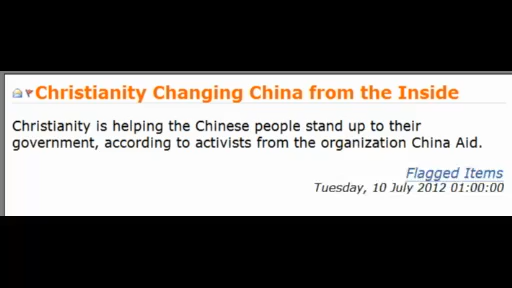 Christianity Changing China from the Inside
Christianity is helping the Chinese people stand up to their
government, according to activists from the organization China Aid.
Flagged Items
Tuesday, 10 July 2012 01:00:00